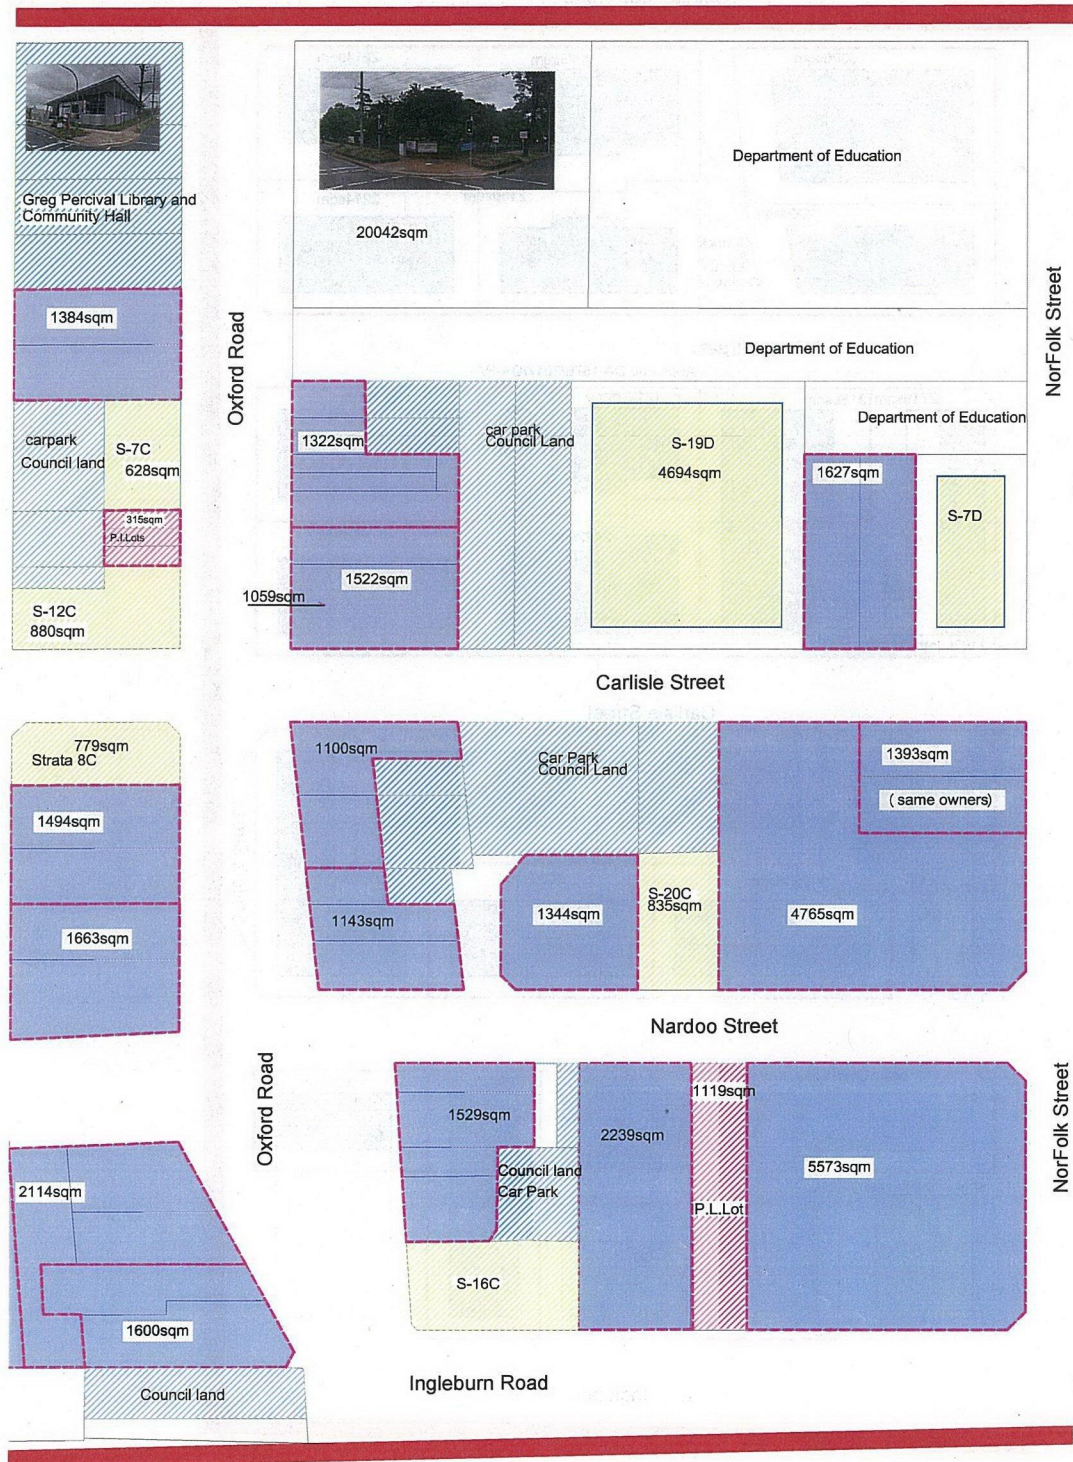 Greg Percival Library and
Community Hall
1384sqm
carpark
Council land
S-7C
628sqm
315sqm
P.I.Lots
S-12C
880sqm
779sqm
Strata 8C
1494sqm
1663sqm
2114sqm
1600sqm
Council land
Oxford Road
Oxford Road
20042sqm
Department of Education
Department of Education
Department of Education
NorFolk Street
1322sqm
car park
Council Land
S-19D
4694sqm
1627sqm
S-7D
1522sqm
1059sqm
Carlisle Street
1100sqm
Car Park
Council Land
1393sqm
( same owners)
1143sqm
1344sqm
S-20C
835sqm
4765sqm
Nardoo Street
1529sqm
Council land
Car Park
2239sqm
1119sqm
P.L.Lot
5573sqm
NorFolk Street
S-16C
Ingleburn Road